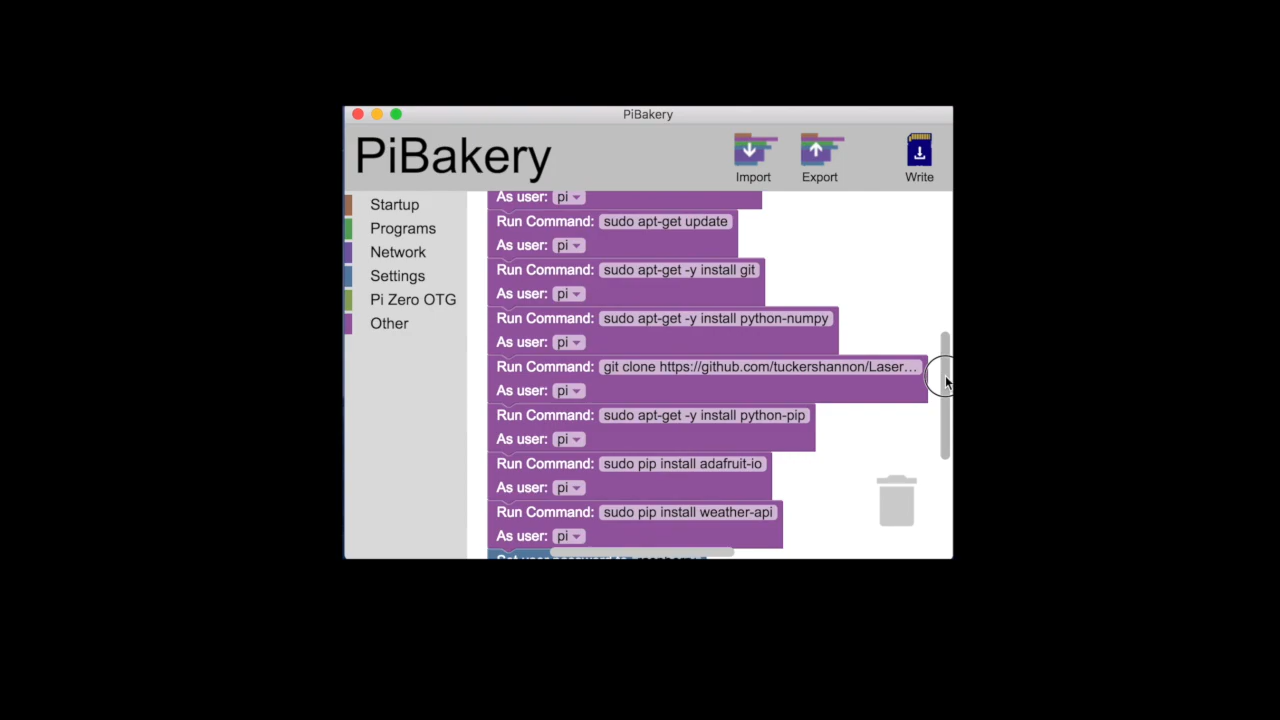 PiBakery
PiBakery
Import
Export
Write
Startup
Programs
Network
Settings
Pi Zero OTG
Other
As user: pi
Run Command: sudo apt-get update
As user: pi
Run Command: sudo apt-get -y install git
As user: pi
Run Command: sudo apt-get -y install python-numpy
As user: pi
Run Command: git clone https://github.com/tuckershannon/Laser...
As user: pi
Run Command: sudo apt-get -y install python-pip
As user: pi
Run Command: sudo pip install adafruit-io
As user: pi
Run Command: sudo pip install weather-api
As user: pi